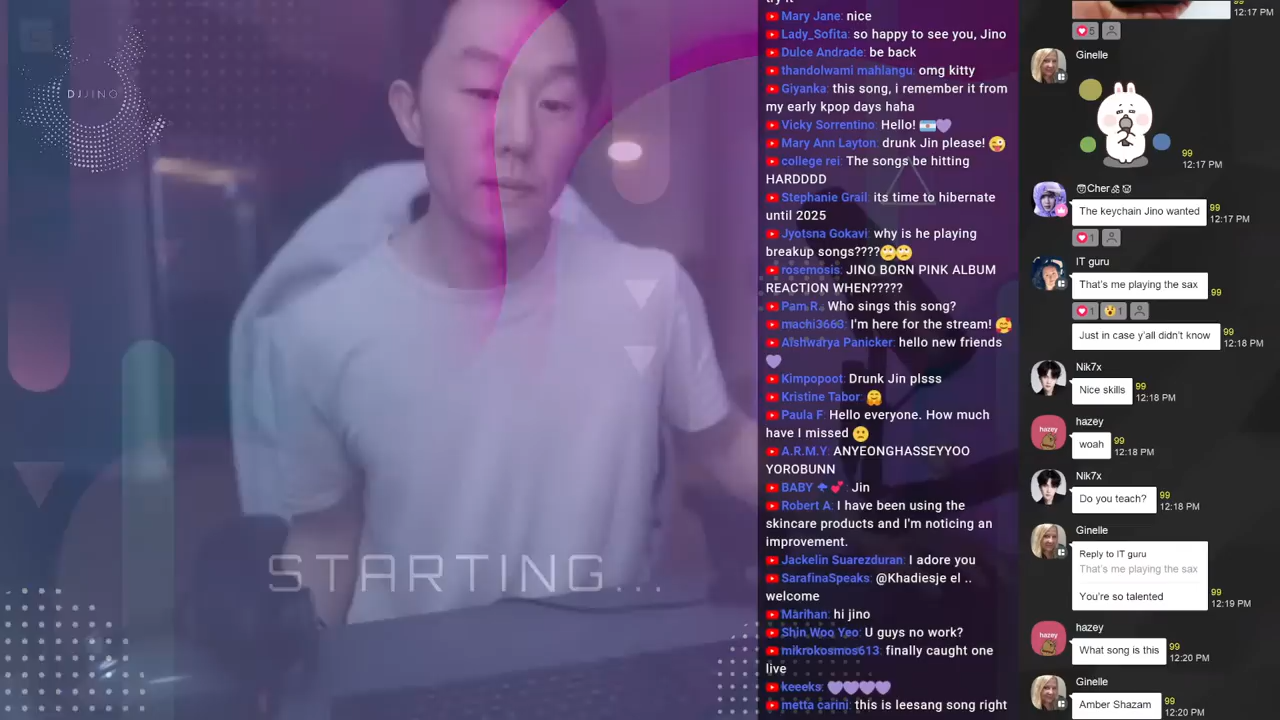 DJ JINO
STARTING...
try it
Mary Jane: nice
Lady_Sofita: so happy to see you, Jino
Dulce Andrade: be back
thandolwami mahlangu: omg kitty
Giyanka: this song, i remember it from
my early kpop days haha
Vicky Sorrentino: Hello! 🇦🇷💜
Mary Ann Layton: drunk Jin please! 😜
college rei: The songs be hitting
HARDDDD
Stephanie Grail: its time to hibernate
until 2025
Jyotsna Gokavi: why is he playing
breakup songs????🙄🙄
rosemosis: JINO BORN PINK ALBUM
REACTION WHEN?????
Pam R.: Who sings this song?
machi3663: I'm here for the stream! 🥰
Aishwarya Panicker: hello new friends
💜
Kimpopoot: Drunk Jin plsss
Kristine Tabor: 🤗
Paula F: Hello everyone. How much
have I missed 🙁
A.R.M.Y: ANYEONGHASSEYYOO
YOROBUNN
BABY 🌩 💕: Jin
Robert A: I have been using the
skincare products and I'm noticing an
improvement.
Jackelin Suarezduran: I adore you
SarafinaSpeaks: @Khadiesje el ..
welcome
Marihan: hi jino
Shin Woo Yeo: U guys no work?
mikrokosmos613: finally caught one
live
keeeks: 💜💜💜💜
metta carini: this is leesang song right
99
12:17 PM
5
Ginelle
99
12:17 PM
Cher
The keychain Jino wanted
99
12:17 PM
1
IT guru
That's me playing the sax
99
1
1
Just in case y'all didn't know
99
12:18 PM
Nik7x
Nice skills
99
12:18 PM
hazey
hazey
woah
99
12:18 PM
Nik7x
Do you teach?
99
12:18 PM
Ginelle
Reply to IT guru
That's me playing the sax
You're so talented
99
12:19 PM
hazey
hazey
What song is this
99
12:20 PM
Ginelle
Amber Shazam
99
12:20 PM